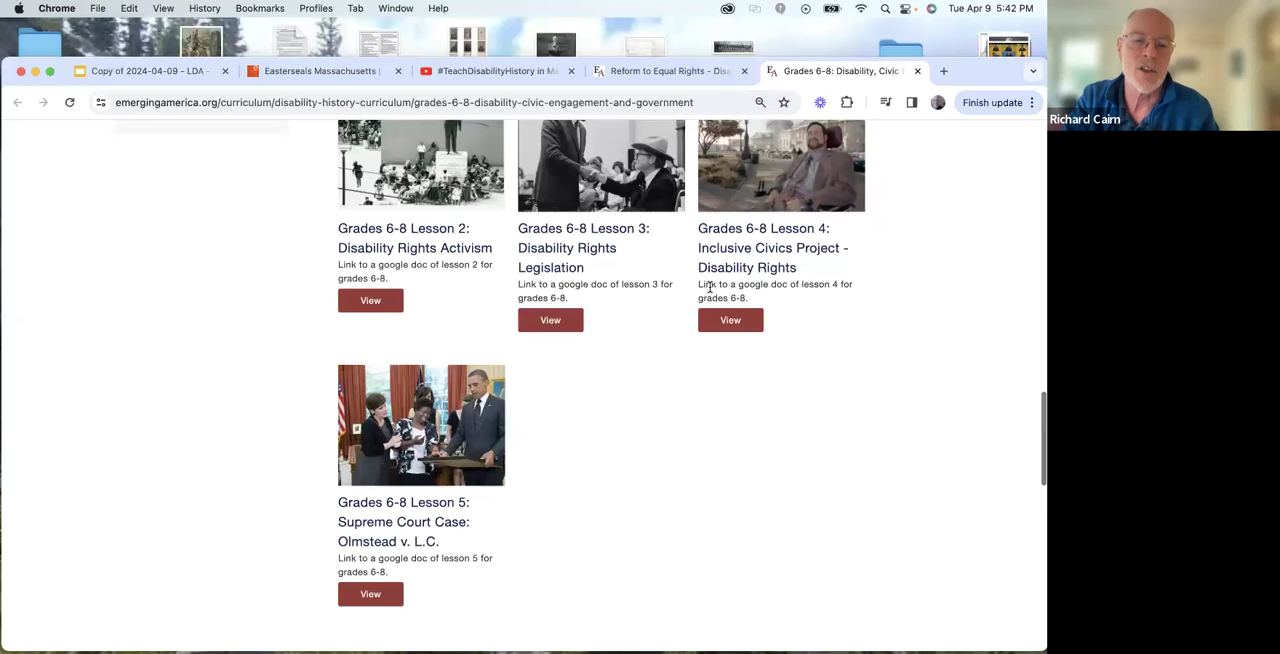 Chrome File Edit View History Bookmarks Profiles Tab Window Help Tue Apr 9 5:42 PM
Copy of 2024-04-09 - LDA -
Easterseals Massachusetts |
#TeachDisabilityHistory in Ma
Reform to Equal Rights - Disa
Grades 6-8: Disability, Civic
emergingamerica.org/curriculum/disability-history-curriculum/grades-6-8-disability-civic-engagement-and-government
Finish update
Richard Cairn
Grades 6-8 Lesson 2:
Disability Rights Activism
Link to a google doc of lesson 2 for
grades 6-8.
View
Grades 6-8 Lesson 3:
Disability Rights
Legislation
Link to a google doc of lesson 3 for
grades 6-8.
View
Grades 6-8 Lesson 4:
Inclusive Civics Project -
Disability Rights
Link to a google doc of lesson 4 for
grades 6-8.
View
Grades 6-8 Lesson 5:
Supreme Court Case:
Olmstead v. L.C.
Link to a google doc of lesson 5 for
grades 6-8.
View